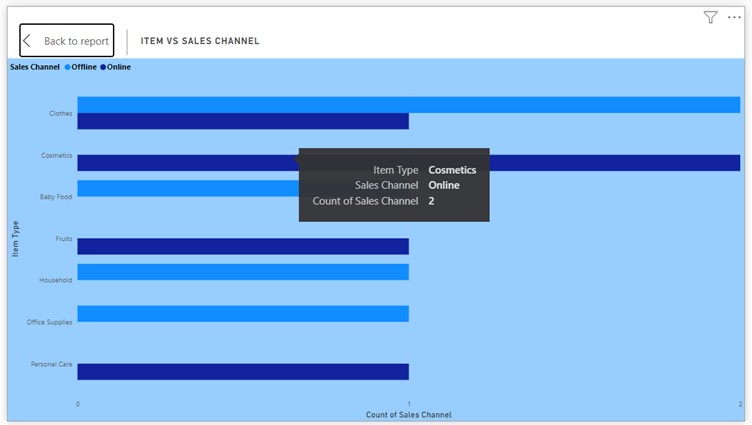 Back to report
ITEM VS SALES CHANNEL
Sales Channel Offline Online
Clothes
Cosmetics
Item Type Cosmetics
Sales Channel Online
Count of Sales Channel 2
Baby Food
Fruits
Household
Office Supplies
Personal Care
Item Type
0 1 2
Count of Sales Channel